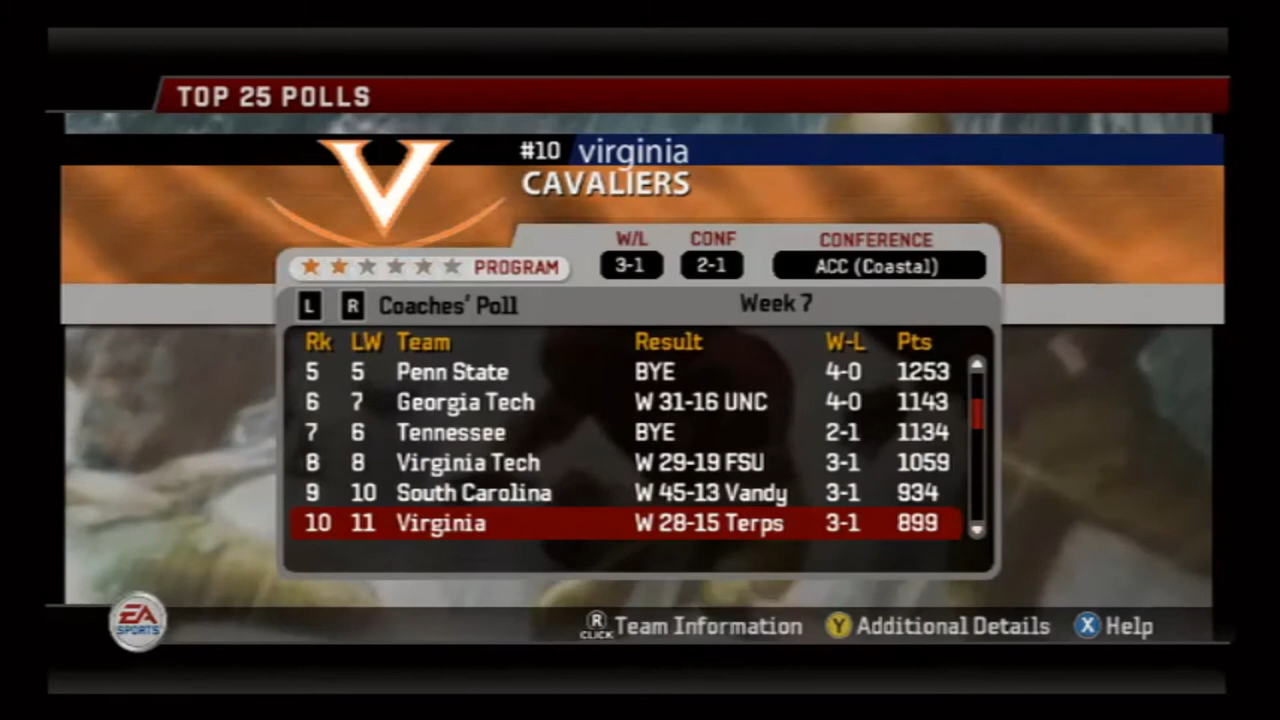 TOP 25 POLLS
#10 virginia
CAVALIERS
W/L CONF CONFERENCE
PROGRAM 3-1 2-1 ACC (Coastal)
L R Coaches' Poll Week 7
Rk LW Team Result W-L Pts
5 5 Penn State BYE 4-0 1253
6 7 Georgia Tech W 31-16 UNC 4-0 1143
7 6 Tennessee BYE 2-1 1134
8 8 Virginia Tech W 29-19 FSU 3-1 1059
9 10 South Carolina W 45-13 Vandy 3-1 934
10 11 Virginia W 28-15 Terps 3-1 899
EA SPORTS
R CLICK Team Information Y Additional Details X Help